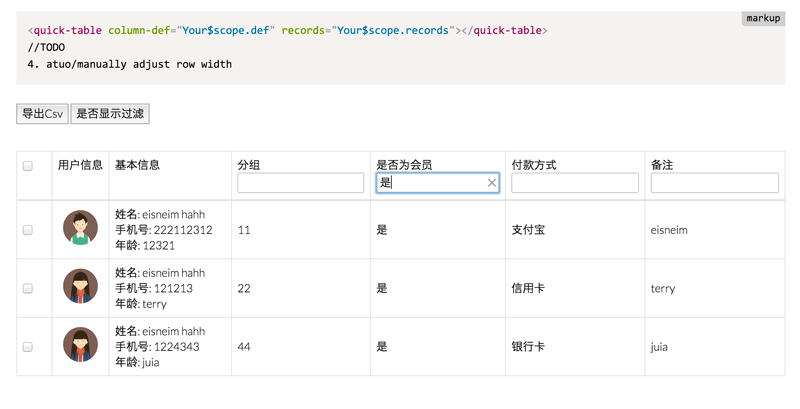 markup
<quick-table column-def="Your$scope.def" records="Your$scope.records"></quick-table>
//TODO
4. atuo/manually adjust row width
导出Csv 是否显示过滤
用户信息 基本信息 分组 是否为会员 付款方式 备注
是
姓名: eisneim hahh
手机号: 222112312
年龄: 12321
11 是 支付宝 eisneim
姓名: eisneim hahh
手机号: 121213
年龄: terry
22 是 信用卡 terry
姓名: eisneim hahh
手机号: 1224343
年龄: juia
44 是 银行卡 juia